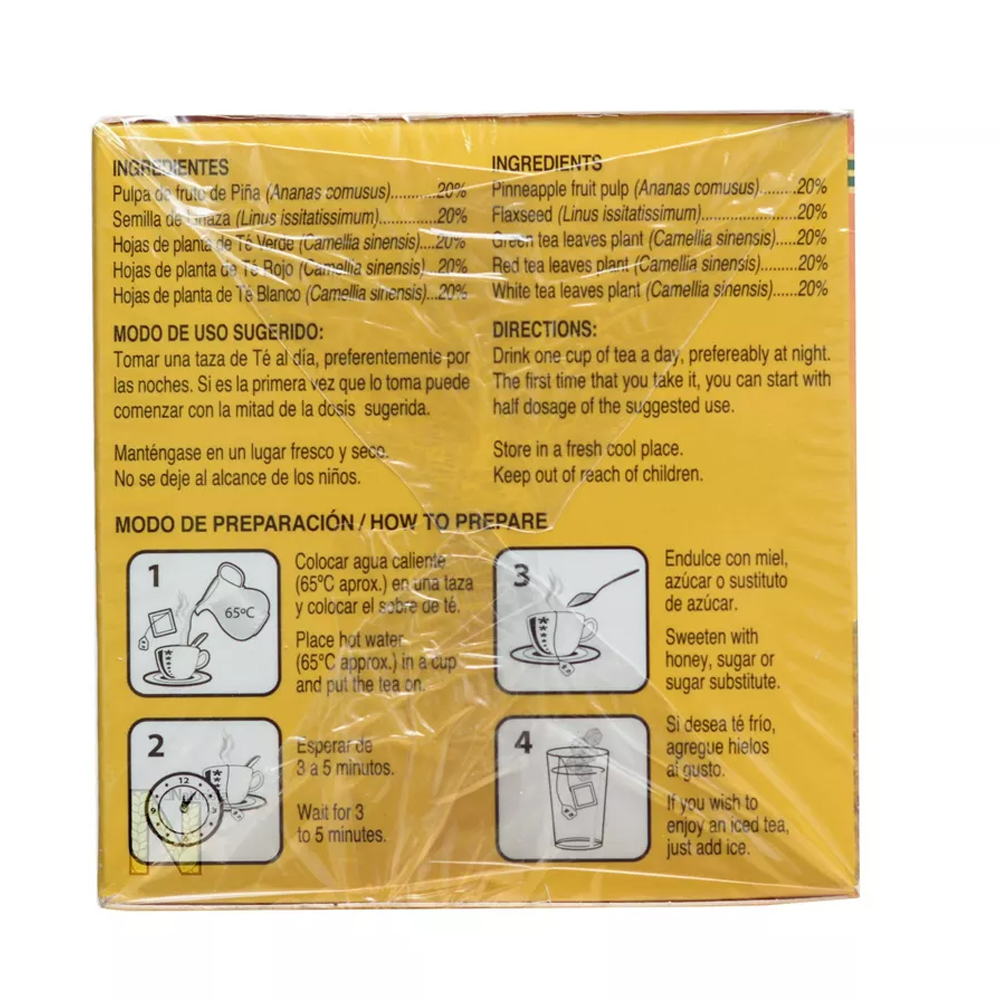 INGREDIENTES
Pulpa de fruto de Piña (Ananas comusus)...........20%
Semilla de Linaza (Linus issitatissimum).............20%
Hojas de planta de Té Verde (Camellia sinensis)....20%
Hojas de planta de Té Rojo (Camellia sinensis)...20%
Hojas de planta de Té Blanco (Camellia sinensis)...20%
MODO DE USO SUGERIDO:
Tomar una taza de Té al día, preferentemente por
las noches. Si es la primera vez que lo toma puede
comenzar con la mitad de la dosis sugerida.
Manténgase en un lugar fresco y seco.
No se deje al alcance de los niños.
INGREDIENTS
Pinneapple fruit pulp (Ananas comusus).........20%
Flaxseed (Linus issitatissimum)......................20%
Green tea leaves plant (Camellia sinensis).....20%
Red tea leaves plant (Camellia sinensis).........20%
White tea leaves plant (Camellia sinensis)......20%
DIRECTIONS:
Drink one cup of tea a day, prefereably at night.
The first time that you take it, you can start with
half dosage of the suggested use.
Store in a fresh cool place.
Keep out of reach of children.
MODO DE PREPARACIÓN / HOW TO PREPARE
1
65ºC
Colocar agua caliente
(65ºC aprox.) en una taza
y colocar el sobre de té.
Place hot water
(65°C approx.) in a cup
and put the tea on.
2
12
9
Esperar de
3 a 5 minutos.
Wait for 3
to 5 minutes.
3
Endulce con miel,
azúcar o sustituto
de azúcar.
Sweeten with
honey, sugar or
sugar substitute.
4
Si desea té frío,
agregue hielos
al gusto.
If you wish to
enjoy an iced tea,
just add ice.
N